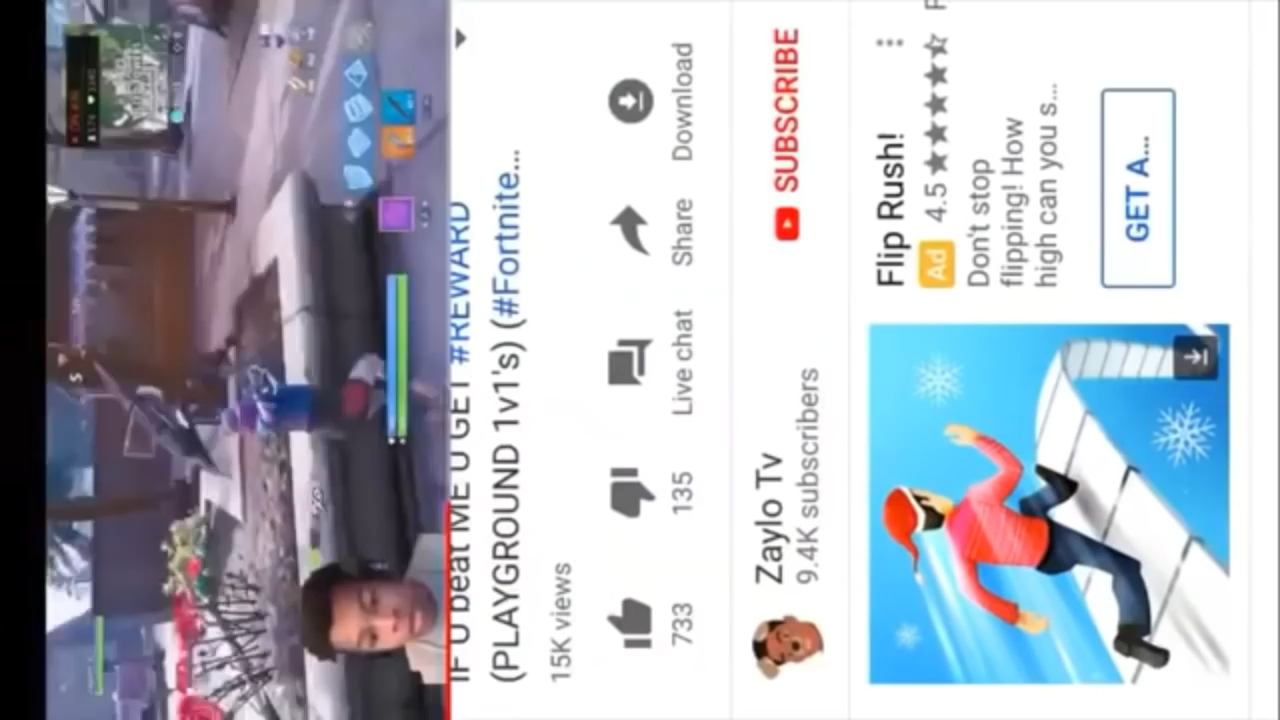 IF U beat ME U GET #REWARD
(PLAYGROUND 1v1's) (#Fortnite...
15K views
733
135
Live chat
Share
Download
Zaylo Tv
9.4K subscribers
SUBSCRIBE
Flip Rush!
Ad 4.5
Don't stop
flipping! How
high can you s...
GET A...